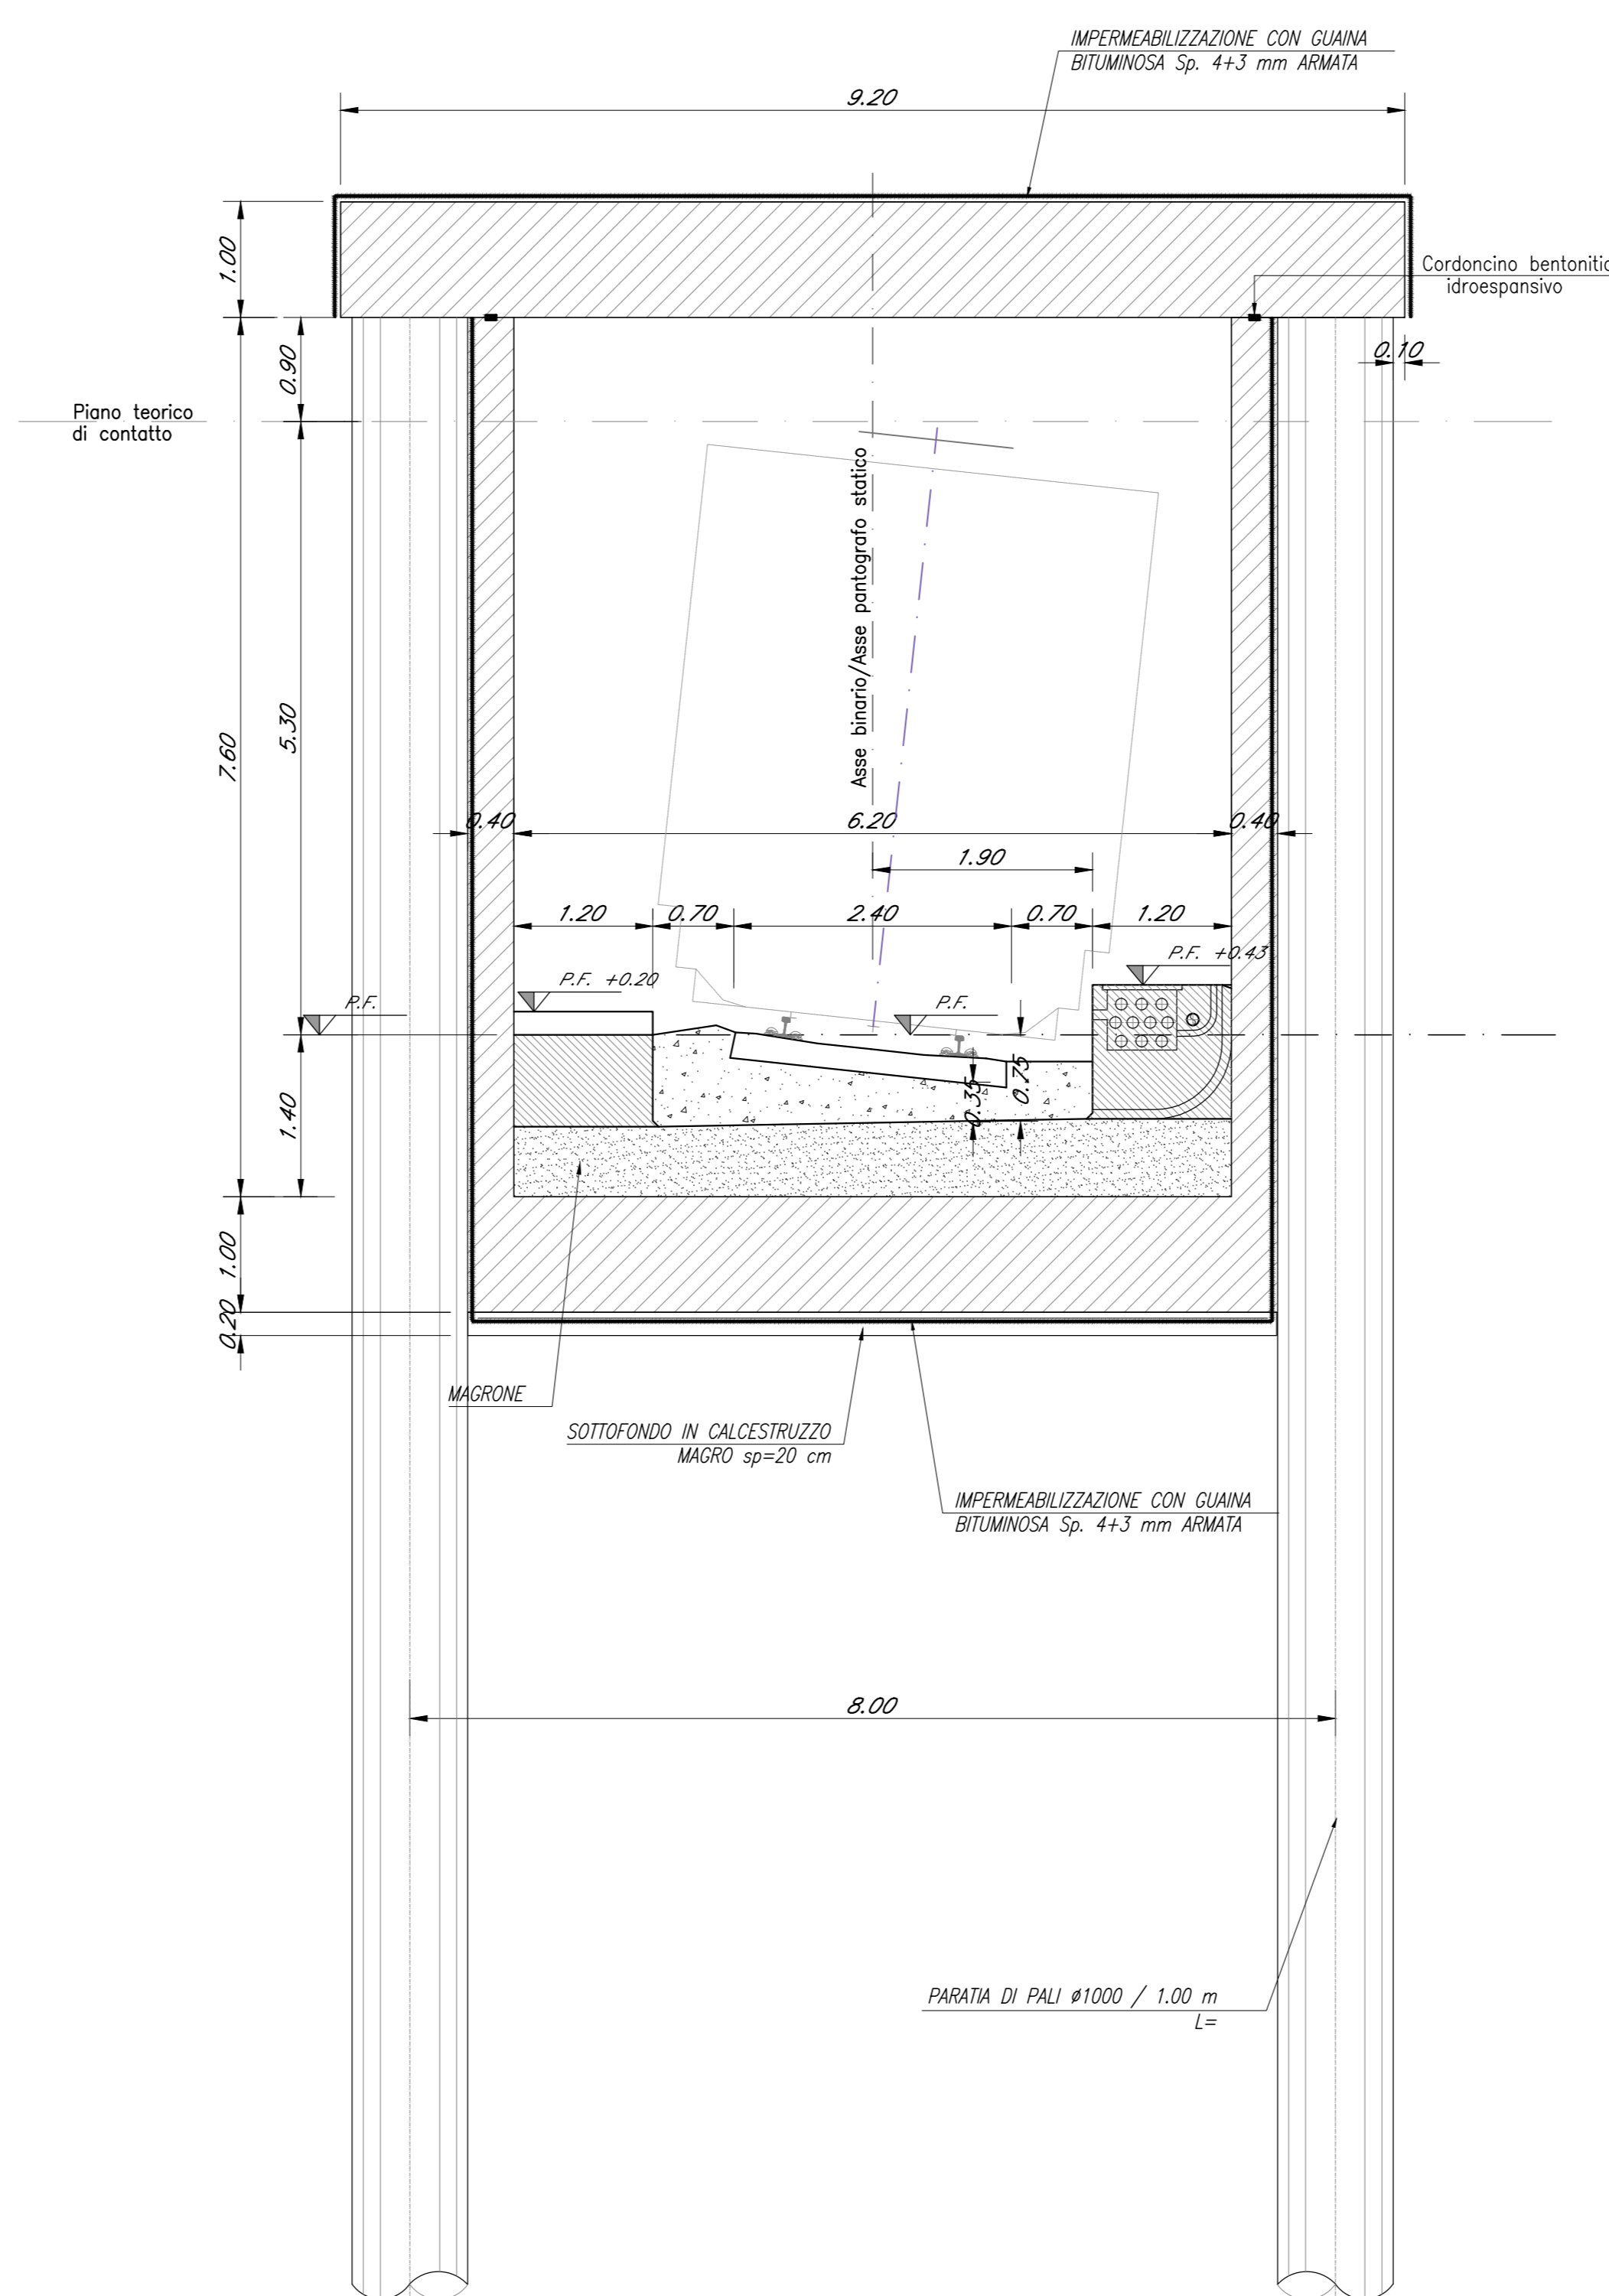 IMPERMEABILIZZAZIONE CON GUAINA
BITUMINOSA Sp. 4+3 mm ARMATA
9.20
1.00
Cordoncino bentonitic
idroespansivo
0.90
0.10
Piano teorico
di contatto
Asse binario/Asse pantografo statico
5.30
7.60
0.40
6.20
0.40
1.90
1.20
0.70
2.40
0.70
1.20
P.F. +0.43
P.F. +0.20
P.F.
P.F.
0.75
0.35
1.40
1.00
0.20
MAGRONE
SOTTOFONDO IN CALCESTRUZZO
MAGRO sp=20 cm
IMPERMEABILIZZAZIONE CON GUAINA
BITUMINOSA Sp. 4+3 mm ARMATA
8.00
PARATIA DI PALI ø1000 / 1.00 m
L=